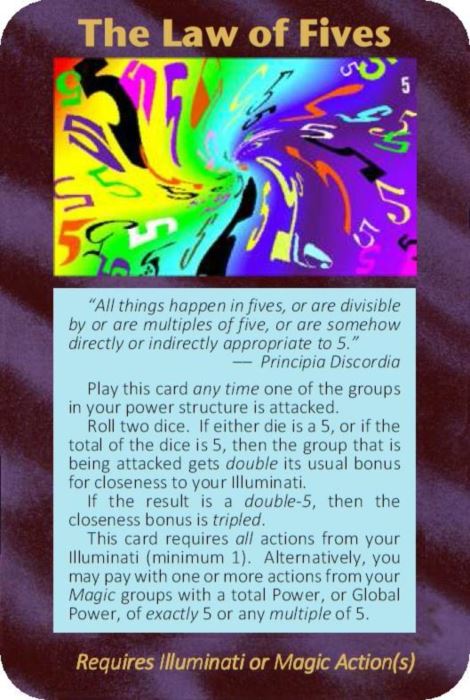 The Law of Fives
"All things happen in fives, or are divisible
by or are multiples of five, or are somehow
directly or indirectly appropriate to 5."
— Principia Discordia
Play this card any time one of the groups
in your power structure is attacked.
Roll two dice. If either die is a 5, or if the
total of the dice is 5, then the group that is
being attacked gets double its usual bonus
for closeness to your Illuminati.
If the result is a double-5, then the
closeness bonus is tripled.
This card requires all actions from your
Illuminati (minimum 1). Alternatively, you
may pay with one or more actions from your
Magic groups with a total Power, or Global
Power, of exactly 5 or any multiple of 5.
Requires Illuminati or Magic Action(s)